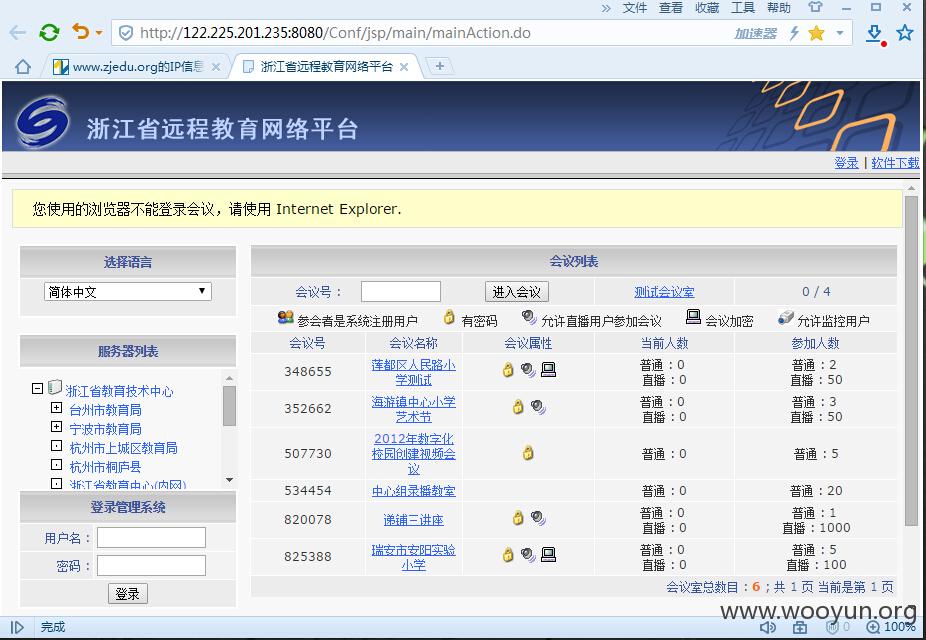 » 文件 查看 收藏 工具 帮助
http://122.225.201.235:8080/Conf/jsp/main/mainAction.do 加速器
www.zjedu.org的IP信息 浙江省远程教育网络平台
浙江省远程教育网络平台
登录 | 软件下载
您使用的浏览器不能登录会议，请使用 Internet Explorer.
选择语言
简体中文
服务器列表
浙江省教育技术中心
台州市教育局
宁波市教育局
杭州市上城区教育局
杭州市桐庐县
浙江省教育中心(内网)
登录管理系统
用户名：
密码：
登录
会议列表
会议号： 进入会议 测试会议室 0 / 4
参会者是系统注册用户 有密码 允许直播用户参加会议 会议加密 允许监控用户
会议号 会议名称 会议属性 当前人数 参加人数
348655 莲都区人民路小学测试 普通：0 普通：2
直播：0 直播：50
352662 海游镇中心小学艺术节 普通：0 普通：3
直播：0 直播：50
507730 2012年数字化校园创建视频会议 普通：0 普通：5
534454 中心组录播教室 普通：0 普通：20
820078 递铺三讲座 普通：0 普通：1
直播：0 直播：1000
825388 瑞安市安阳实验小学 普通：0 普通：5
直播：0 直播：100
会议室总数目：6；共 1 页 当前是第 1 页
www.wooyun.org
完成 0 100%